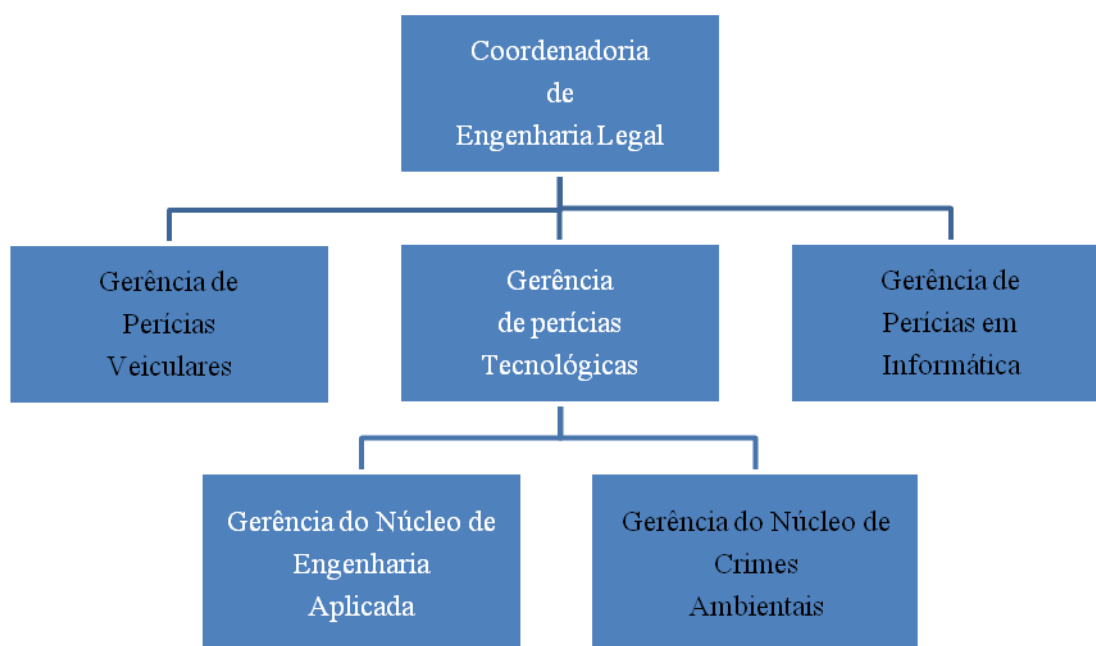 Coordenadoria
de
Engenharia Legal
Gerência de
Perícias
Veiculares
Gerência
de perícias
Tecnológicas
Gerência de
Perícias em
Informática
Gerência do Núcleo de
Engenharia
Aplicada
Gerência do Núcleo de
Crimes
Ambientais